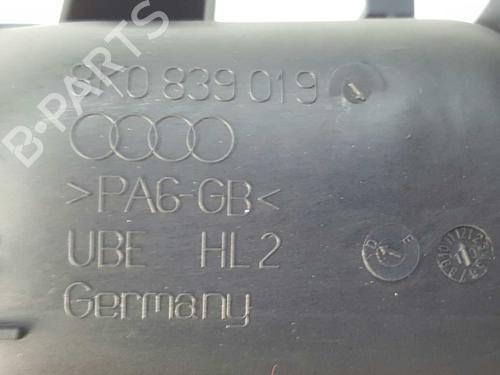 8K0 839 019
B-PARTS
>PA6-GB<
UBE HL2
Germany